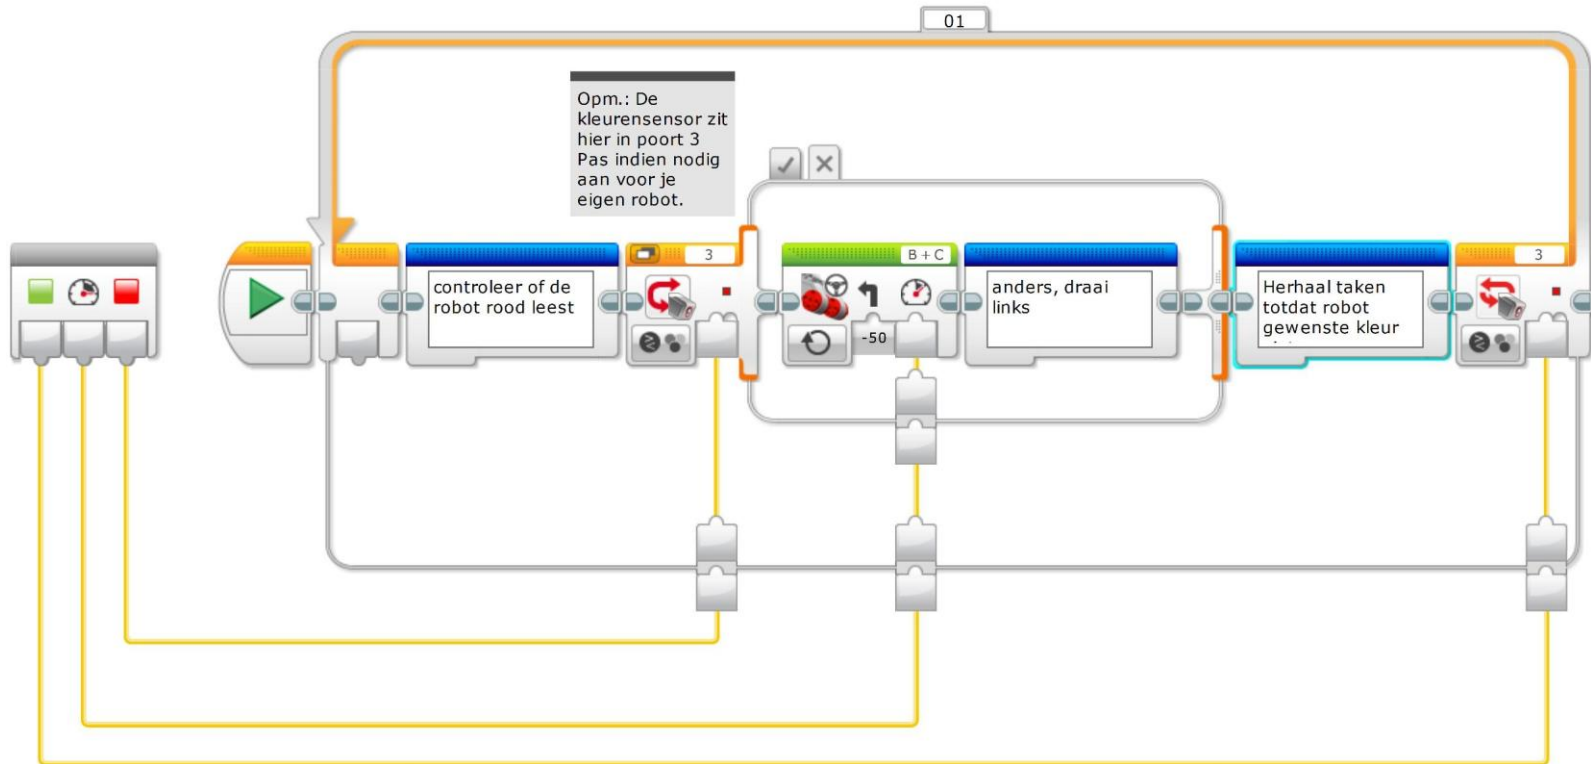 01
Opm.: De
kleurensensor zit
hier in poort 3
Pas indien nodig
aan voor je
eigen robot.
3
B + C
3
controleer of de
robot rood leest
anders, draai
links
Herhaal taken
totdat robot
gewenste kleur
-50